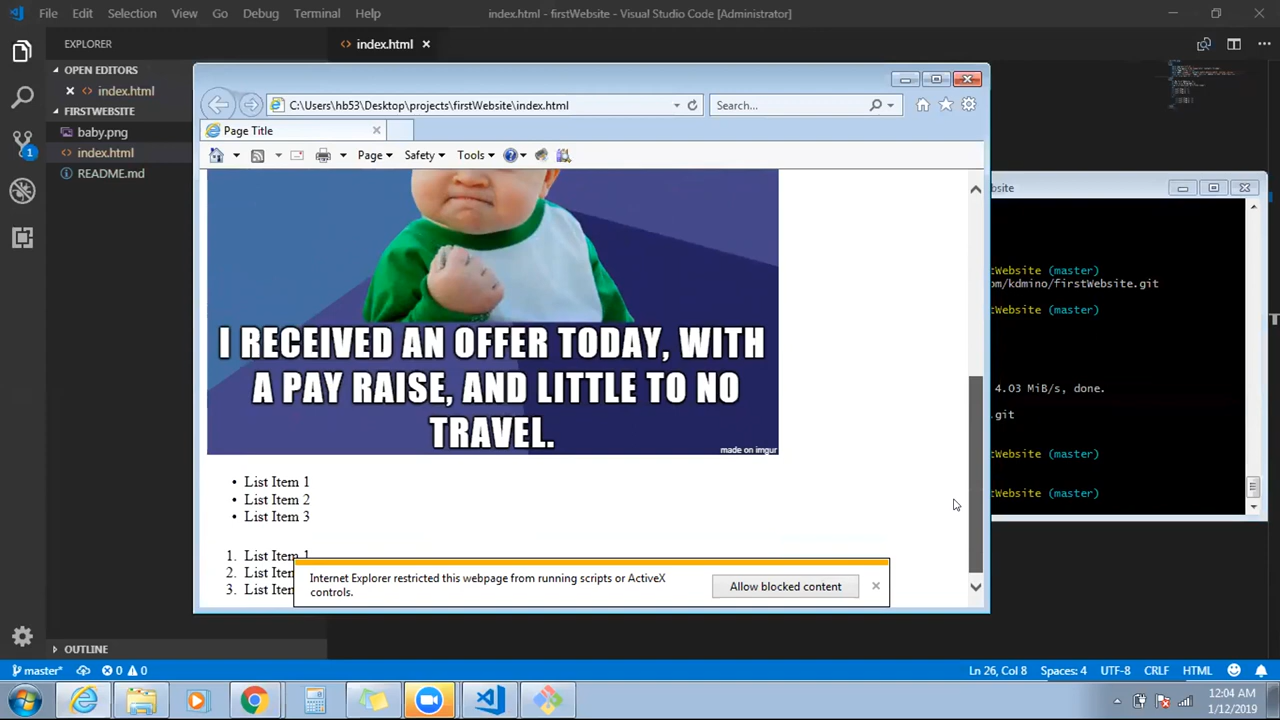 File Edit Selection View Go Debug Terminal Help
index.html - firstWebsite - Visual Studio Code [Administrator]
EXPLORER
index.html
OPEN EDITORS
index.html
FIRSTWEBSITE
baby.png
index.html
README.md
1
C:\Users\hb53\Desktop\projects\firstWebsite\index.html
Search...
Page Title
Page Safety Tools
I RECEIVED AN OFFER TODAY, WITH
A PAY RAISE, AND LITTLE TO NO
TRAVEL.
made on imgur
• List Item 1
• List Item 2
• List Item 3
1. List Item 1
2. List Item
3. List Item
Internet Explorer restricted this webpage from running scripts or ActiveX
controls.
Allow blocked content
bsite
tWebsite (master)
om/kdmino/firstWebsite.git
tWebsite (master)
4.03 MiB/s, done.
.git
tWebsite (master)
tWebsite (master)
OUTLINE
master* 0 0
Ln 26, Col 8 Spaces: 4 UTF-8 CRLF HTML
12:04 AM
1/12/2019